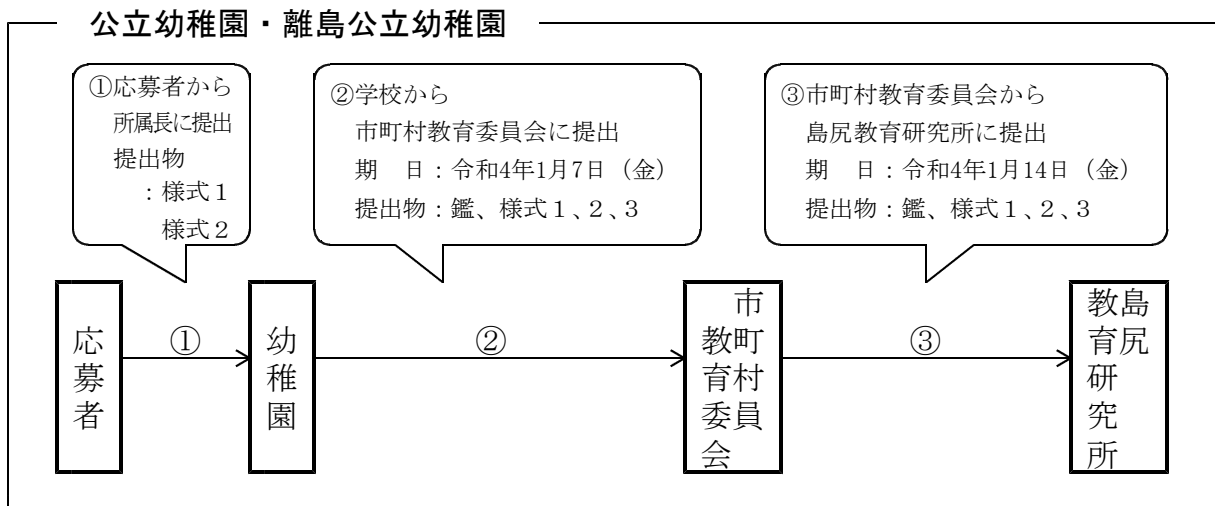 公立幼稚園・離島公立幼稚園
①応募者から
所属長に提出
提出物
：様式１
様式２
②学校から
市町村教育委員会に提出
期　日：令和4年1月7日（金）
提出物：鑑、様式１、２、３
③市町村教育委員会から
島尻教育研究所に提出
期　日：令和4年1月14日（金）
提出物：鑑、様式１、２、３
応募者
①
幼稚園
②
市町村
教育委員会
③
島尻
教育研究所